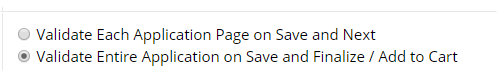 Validate Each Application Page on Save and Next
Validate Entire Application on Save and Finalize / Add to Cart